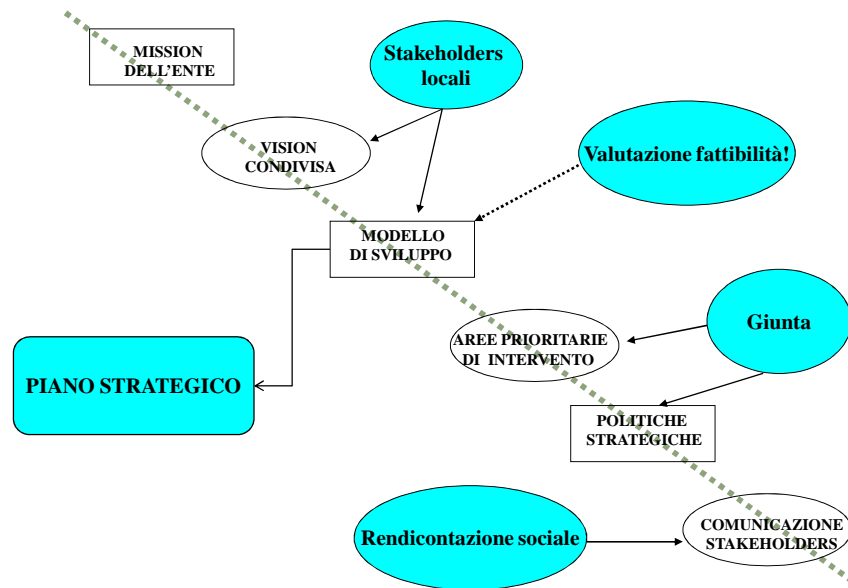 MISSION
DELL'ENTE
Stakeholders
locali
VISION
CONDIVISA
Valutazione fattibilità!
MODELLO
DI SVILUPPO
AREE PRIORITARIE
DI INTERVENTO
Giunta
PIANO STRATEGICO
POLITICHE
STRATEGICHE
Rendicontazione sociale
COMUNICAZIONE
STAKEHOLDERS